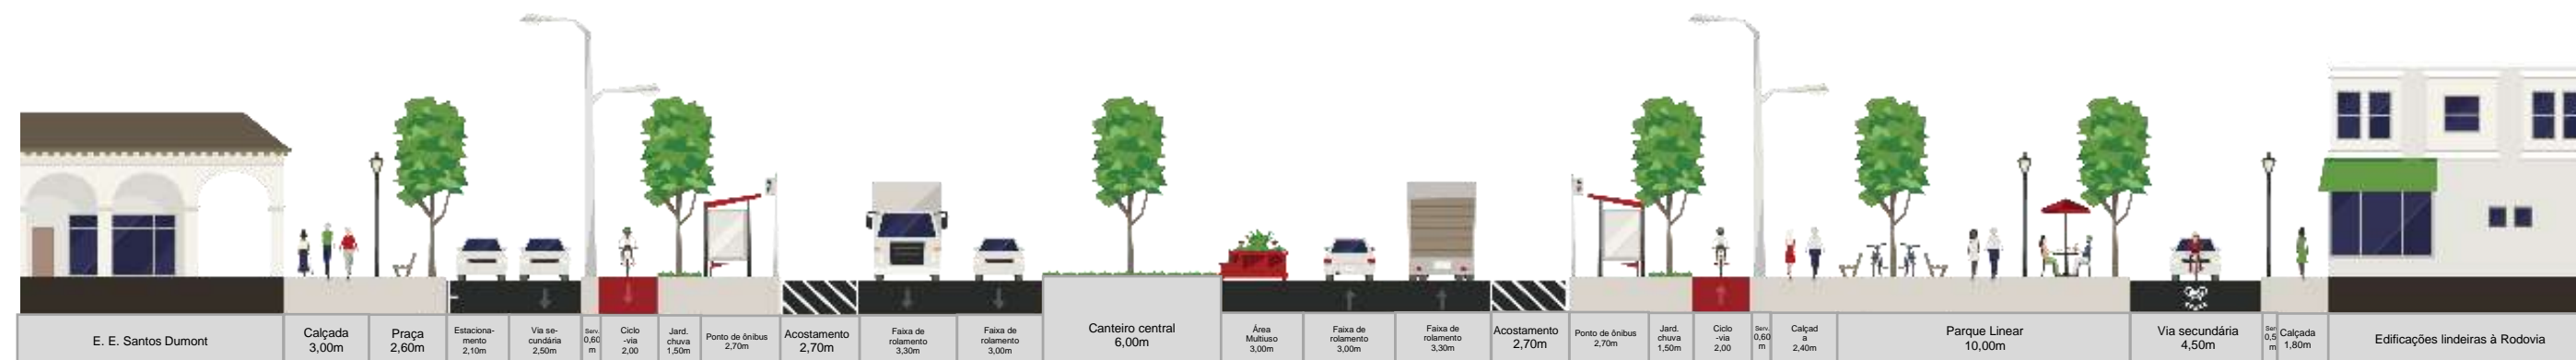 E. E. Santos Dumont
Calçada
3,00m
Praça
2,60m
Estaciona-
mento
2,10m
Via se-
cundária
2,50m
Serv.
0,60
m
Ciclo
-via
2,00
Jard.
chuva
1,50m
Ponto de ônibus
2,70m
Acostamento
2,70m
Faixa de
rolamento
3,30m
Faixa de
rolamento
3,00m
Canteiro central
6,00m
Área
Multiuso
3,00m
Faixa de
rolamento
3,00m
Faixa de
rolamento
3,30m
Acostamento
2,70m
Ponto de ônibus
2,70m
Jard.
chuva
1,50m
Ciclo
-via
2,00
Serv.
0,60
m
Calçad
a
2,40m
Parque Linear
10,00m
Via secundária
4,50m
Ser
0,5
m
Calçada
1,80m
Edificações lindeiras à Rodovia